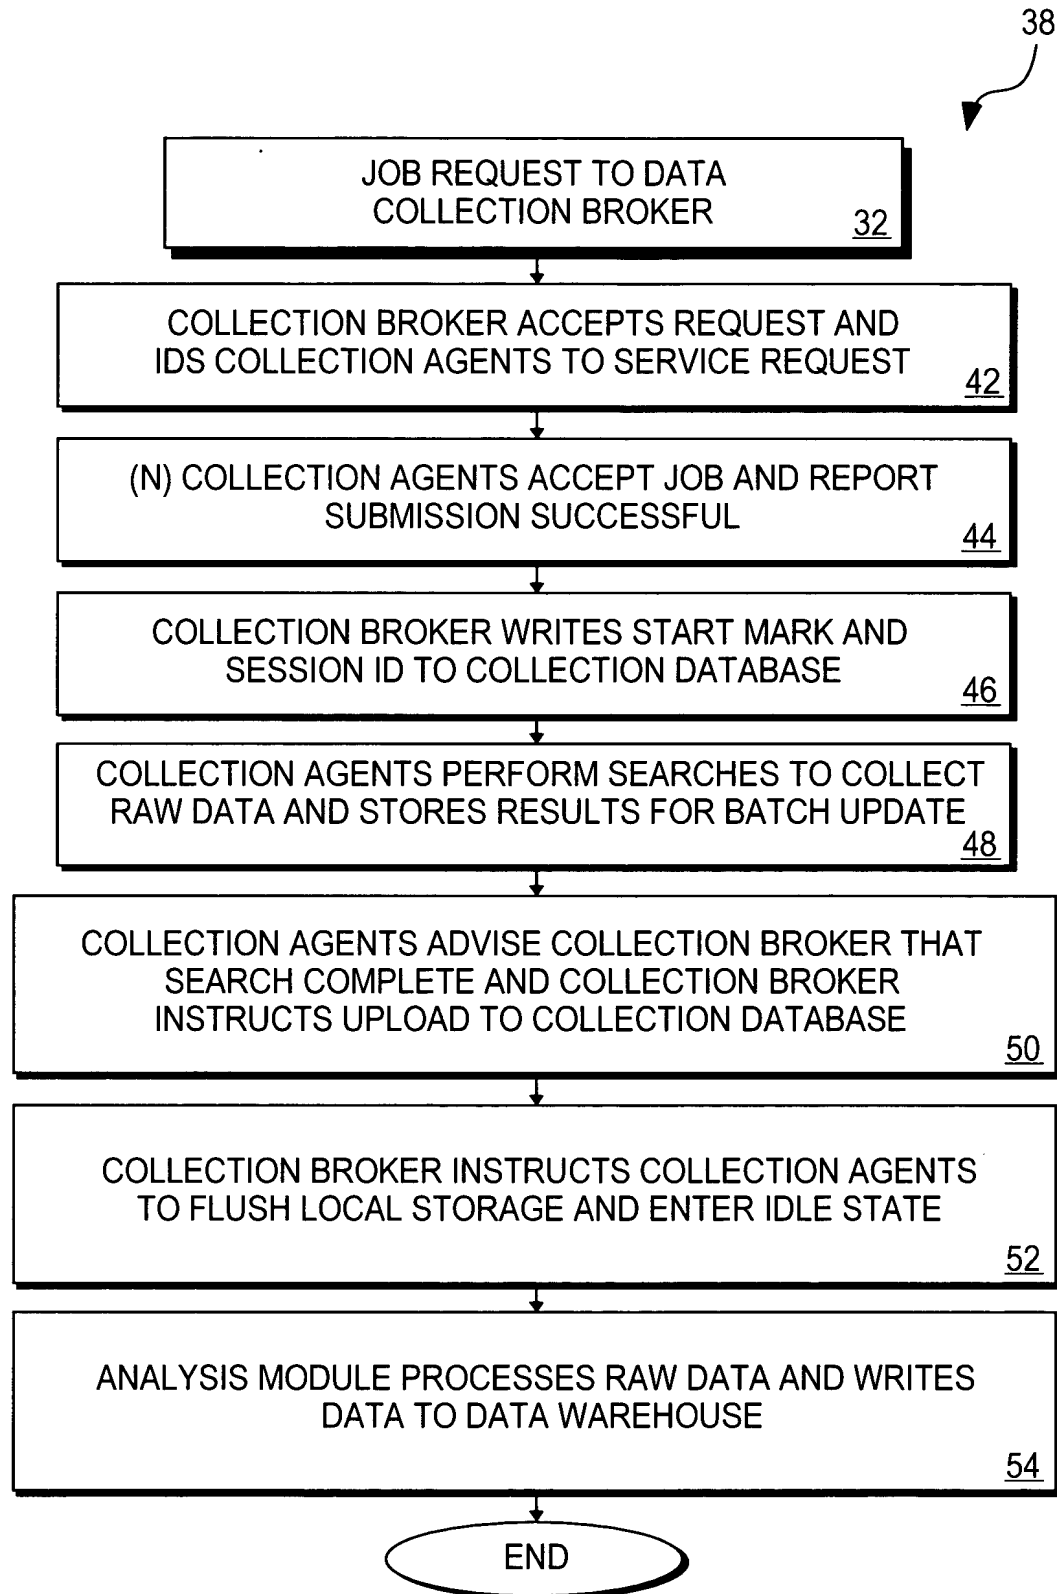 38
JOB REQUEST TO DATA
COLLECTION BROKER
32
COLLECTION BROKER ACCEPTS REQUEST AND
IDS COLLECTION AGENTS TO SERVICE REQUEST
42
(N) COLLECTION AGENTS ACCEPT JOB AND REPORT
SUBMISSION SUCCESSFUL
44
COLLECTION BROKER WRITES START MARK AND
SESSION ID TO COLLECTION DATABASE
46
COLLECTION AGENTS PERFORM SEARCHES TO COLLECT
RAW DATA AND STORES RESULTS FOR BATCH UPDATE
48
COLLECTION AGENTS ADVISE COLLECTION BROKER THAT
SEARCH COMPLETE AND COLLECTION BROKER
INSTRUCTS UPLOAD TO COLLECTION DATABASE
50
COLLECTION BROKER INSTRUCTS COLLECTION AGENTS
TO FLUSH LOCAL STORAGE AND ENTER IDLE STATE
52
ANALYSIS MODULE PROCESSES RAW DATA AND WRITES
DATA TO DATA WAREHOUSE
54
END